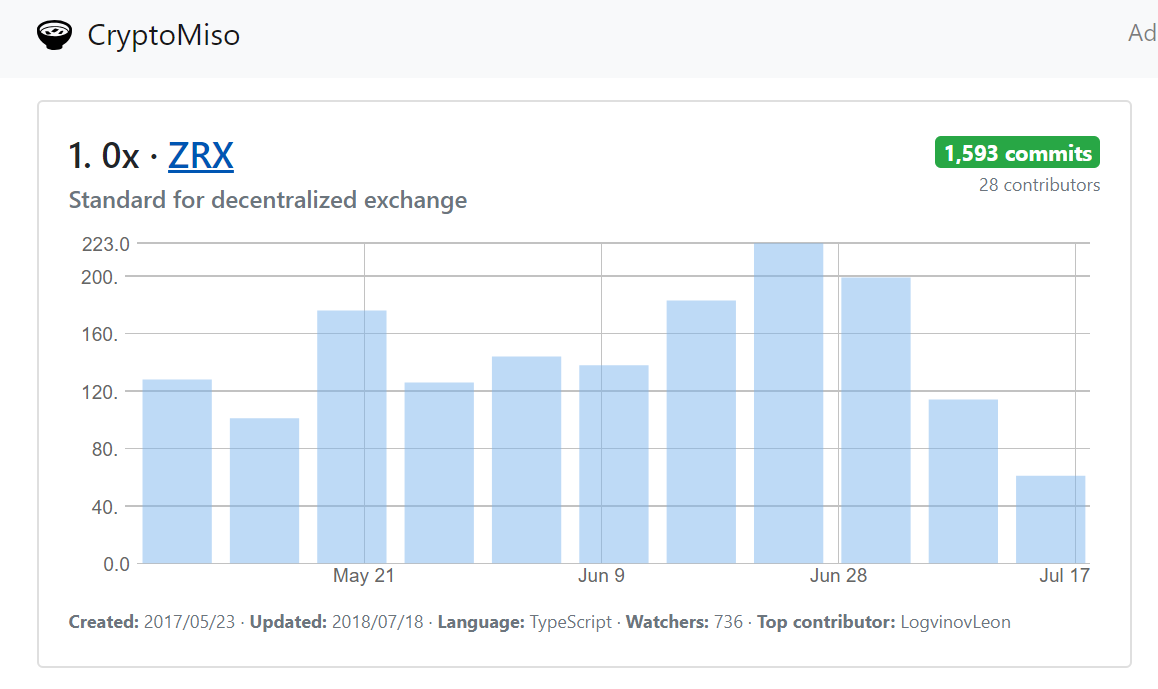 CryptoMiso
Ad
1. 0x · ZRX
1,593 commits
28 contributors
Standard for decentralized exchange
223.0
200.
160.
120.
80.
40.
0.0
May 21
Jun 9
Jun 28
Jul 17
Created: 2017/05/23 · Updated: 2018/07/18 · Language: TypeScript · Watchers: 736 · Top contributor: LogvinovLeon